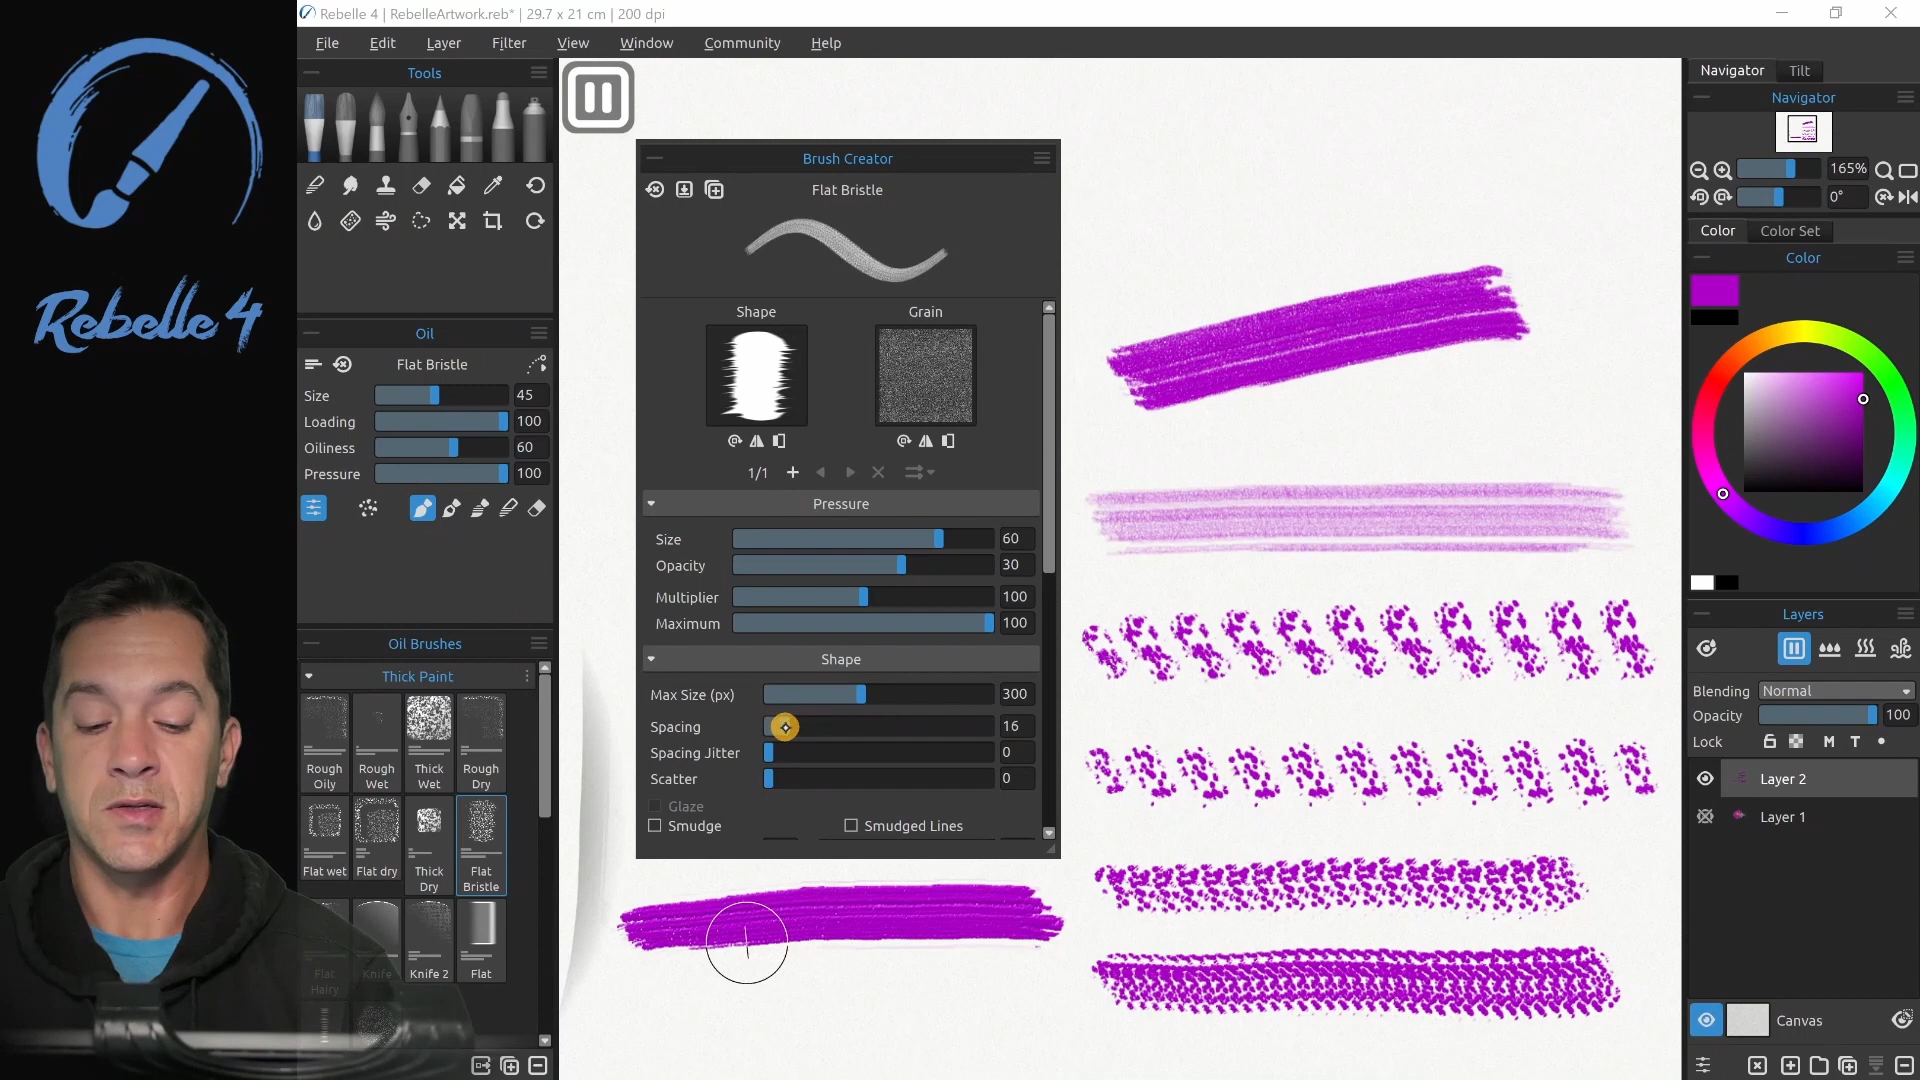 Rebelle 4 | RebelleArtwork.reb* | 29.7 x 21 cm | 200 dpi
File Edit Layer Filter View Window Community Help
Rebelle 4
Tools
Oil
Flat Bristle
Size 45
Loading 100
Oiliness 60
Pressure 100
Oil Brushes
Thick Paint
Rough Oily
Rough Wet
Thick Wet
Rough Dry
Flat wet
Flat dry
Thick Dry
Flat Bristle
Flat Hairy
Knife
Knife 2
Flat
Brush Creator
Flat Bristle
Shape
Grain
1/1
Pressure
Size 60
Opacity 30
Multiplier 100
Maximum 100
Shape
Max Size (px) 300
Spacing 16
Spacing Jitter 0
Scatter 0
Glaze
Smudge Smudged Lines
Navigator Tilt
Navigator
165%
0°
Color Color Set
Color
Layers
Blending Normal
Opacity 100
Lock M T
Layer 2
Layer 1
Canvas